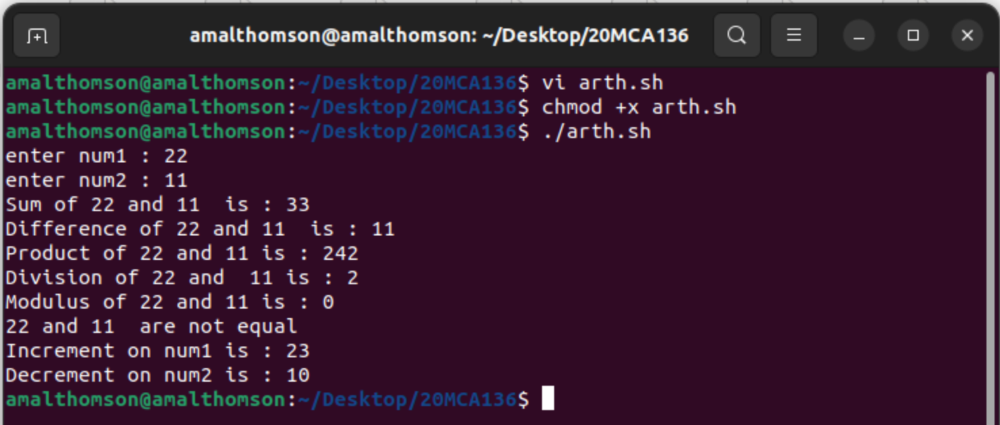 amalthomson@amalthomson: ~/Desktop/20MCA136
amalthomson@amalthomson:~/Desktop/20MCA136$ vi arth.sh
amalthomson@amalthomson:~/Desktop/20MCA136$ chmod +x arth.sh
amalthomson@amalthomson:~/Desktop/20MCA136$ ./arth.sh
enter num1 : 22
enter num2 : 11
Sum of 22 and 11  is : 33
Difference of 22 and 11  is : 11
Product of 22 and 11 is : 242
Division of 22 and  11 is : 2
Modulus of 22 and 11 is : 0
22 and 11  are not equal
Increment on num1 is : 23
Decrement on num2 is : 10
amalthomson@amalthomson:~/Desktop/20MCA136$